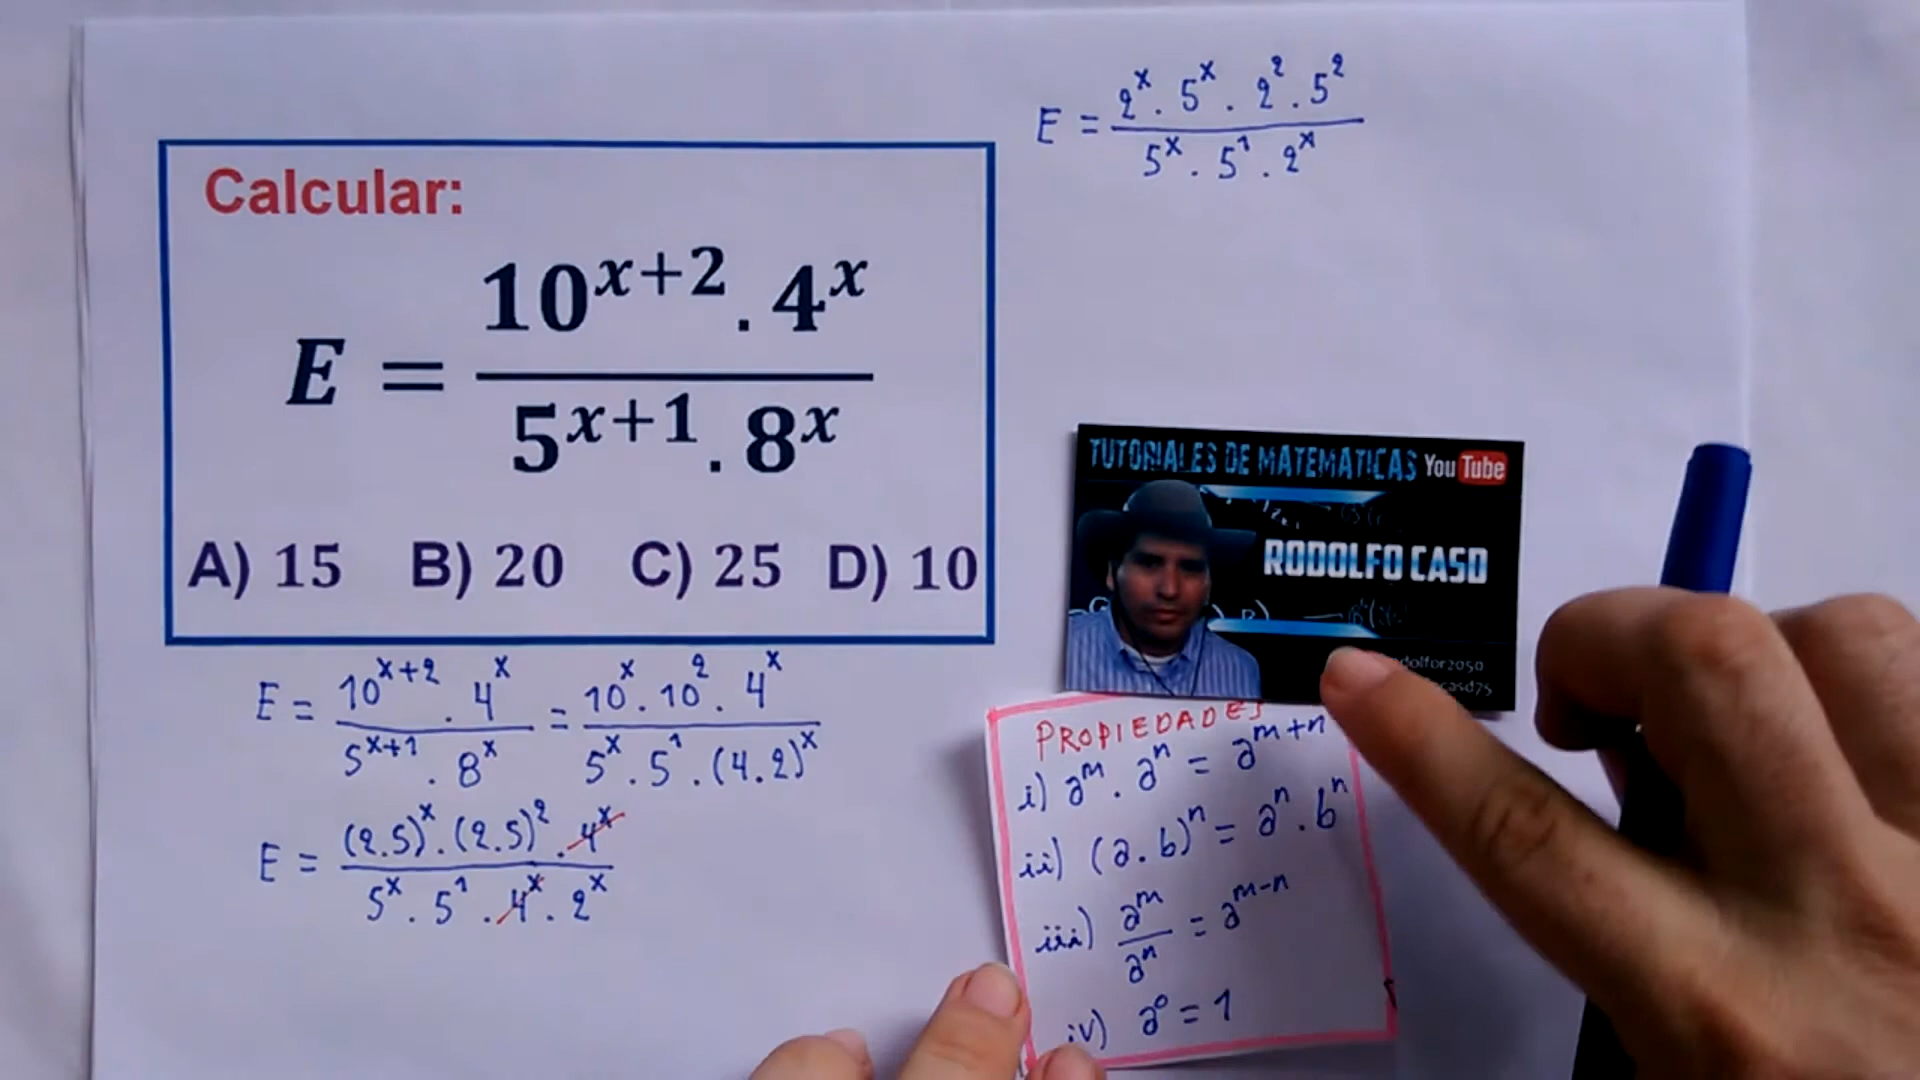 Calcular:
E = 10^{x+2} . 4^x / 5^{x+1} . 8^x
A) 15 B) 20 C) 25 D) 10
E = 10^{x+2} . 4^x / 5^{x+1} . 8^x = 10^x . 10^2 . 4^x / 5^x . 5^1 . (4.2)^x
E = (2.5)^x . (2.5)^2 . 4^x / 5^x . 5^1 . 4^x . 2^x
E = 2^x . 5^x . 2^2 . 5^2 / 5^x . 5^1 . 2^x
TUTORIALES DE MATEMATICAS YouTube
RODOLFO CASO
dolfor2050
casd75
PROPIEDADES
i) a^m . a^n = a^{m+n}
ii) (a.b)^n = a^n . b^n
iii) a^m / a^n = a^{m-n}
iv) a^0 = 1